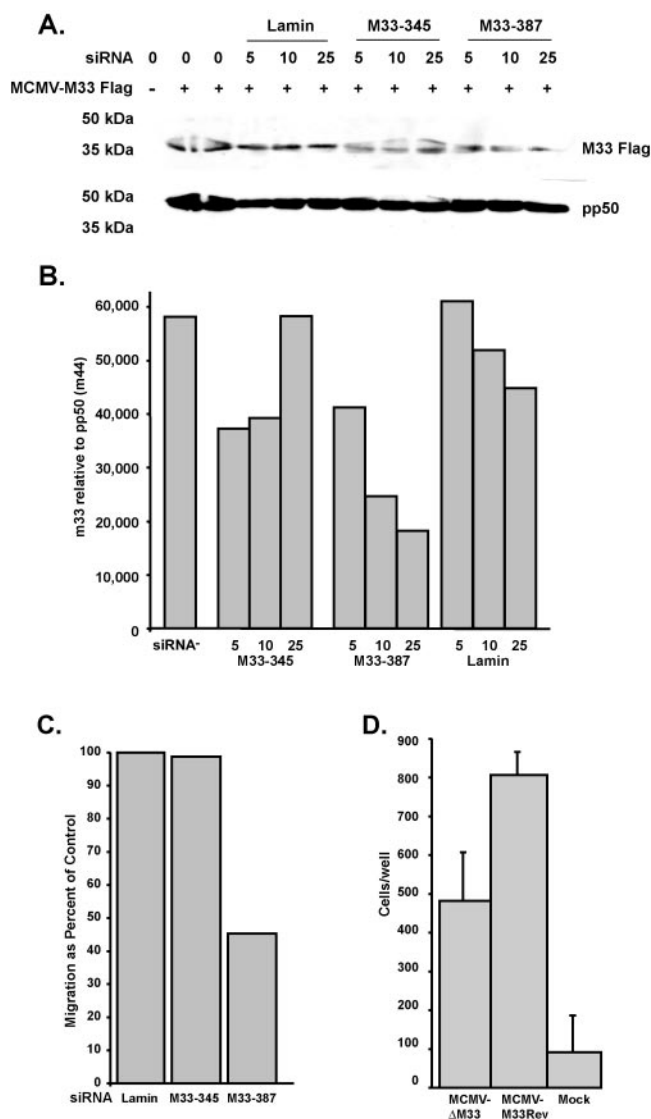 A.
Lamin M33-345 M33-387
siRNA 0 0 0 5 10 25 5 10 25 5 10 25
MCMV-M33 Flag - + + + + + + + + + + +
50 kDa
35 kDa
M33 Flag
50 kDa
pp50
35 kDa
B.
60,000
50,000
40,000
30,000
20,000
10,000
0
m33 relative to pp50 (m44)
siRNA- 5 10 25 5 10 25 5 10 25
M33-345 M33-387 Lamin
C.
100
90
80
70
60
50
40
30
20
10
0
Migration as Percent of Control
siRNA Lamin M33-345 M33-387
D.
900
800
700
600
500
400
300
200
100
0
Cells/well
MCMV- MCMV- Mock
ΔM33 M33Rev